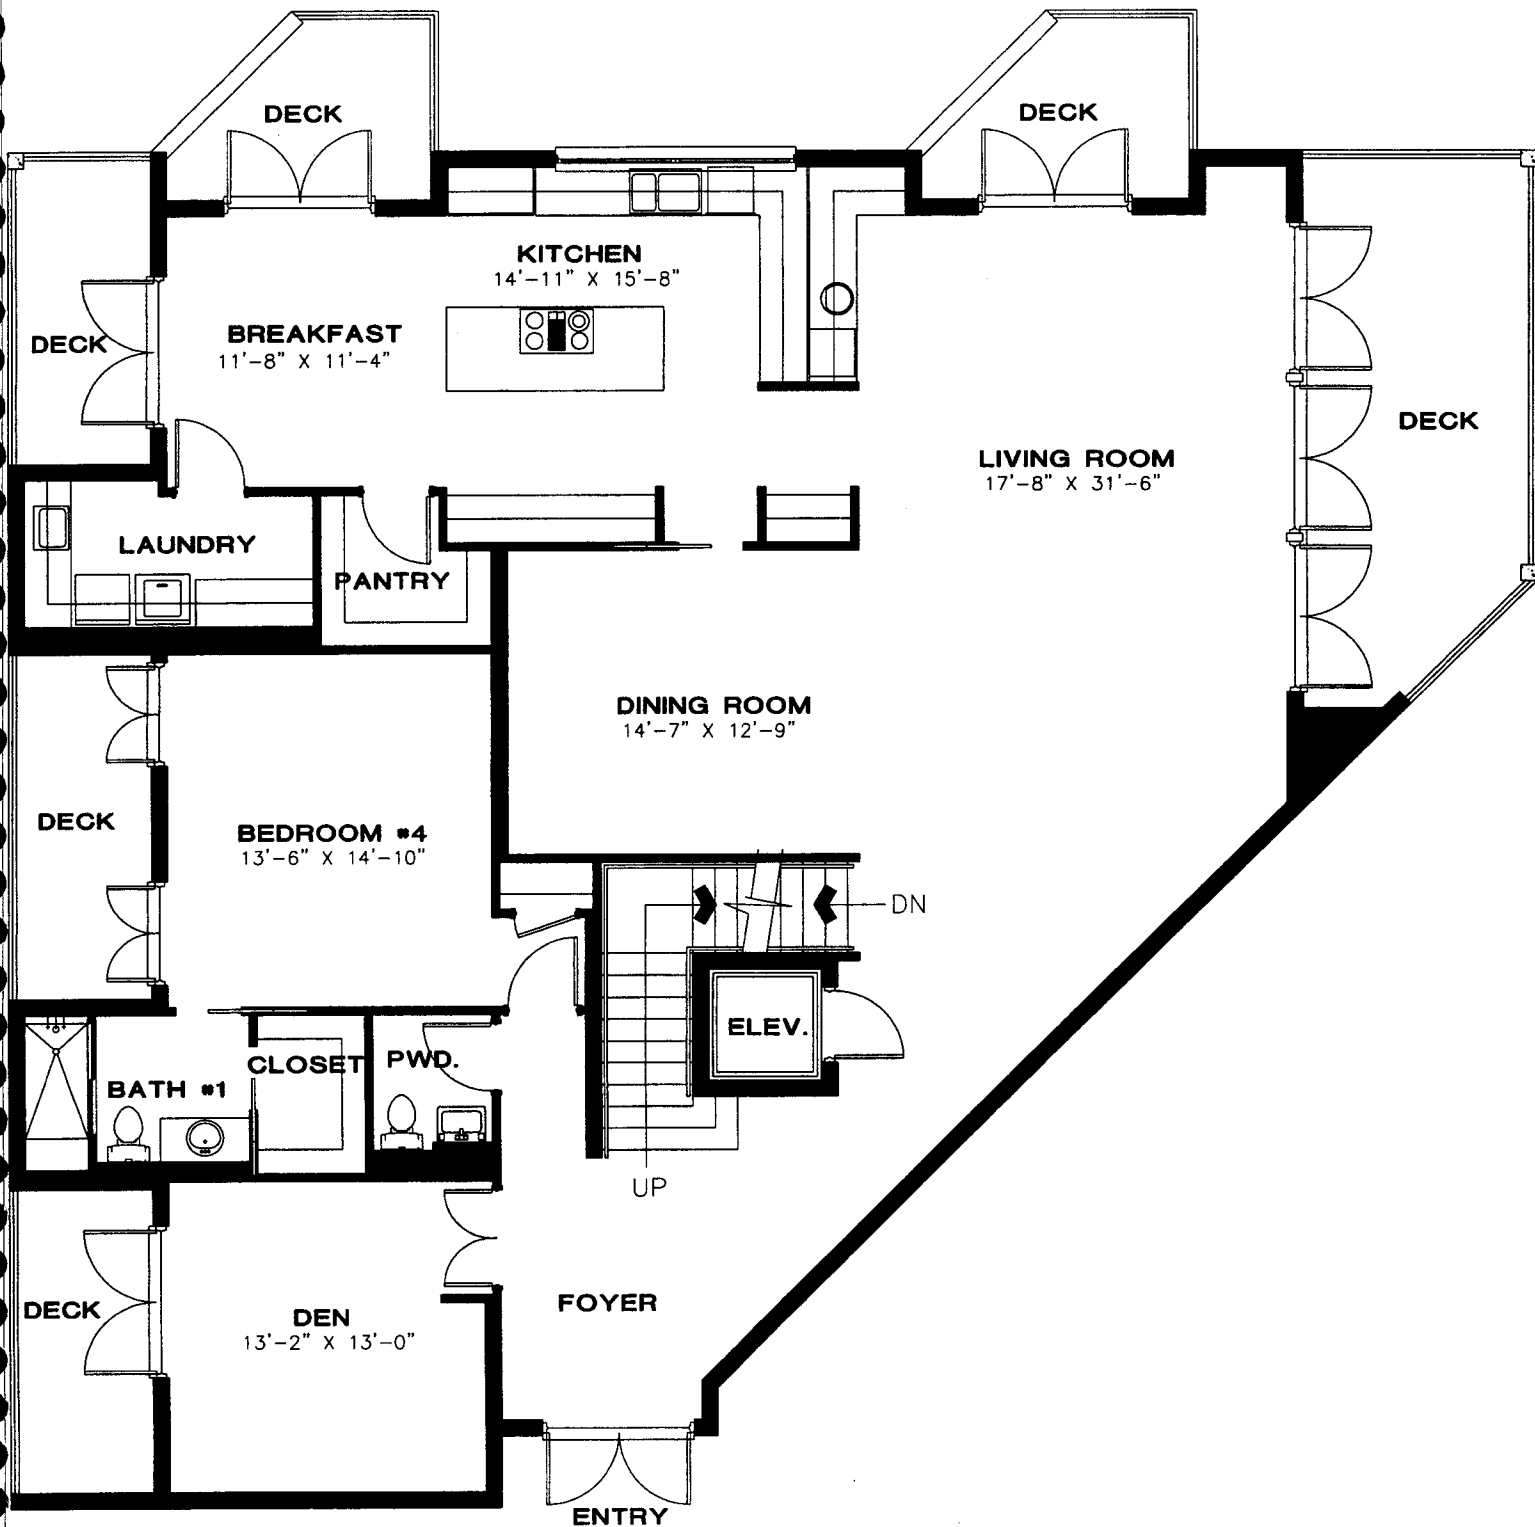 DECK
DECK
KITCHEN
14'-11" X 15'-8"
BREAKFAST
11'-8" X 11'-4"
DECK
DECK
LIVING ROOM
17'-8" X 31'-6"
LAUNDRY
PANTRY
DINING ROOM
14'-7" X 12'-9"
DECK
BEDROOM #4
13'-6" X 14'-10"
DN
ELEV.
CLOSET
PWD.
BATH #1
UP
DECK
DEN
13'-2" X 13'-0"
FOYER
ENTRY